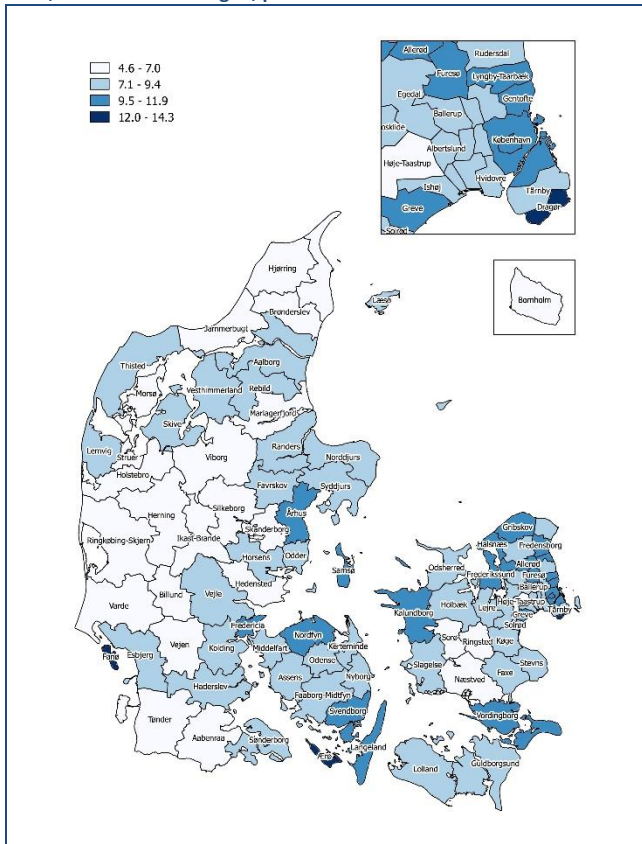 4.6 - 7.0
7.1 - 9.4
9.5 - 11.9
12.0 - 14.3
Allerød
Rudersdal
Furesø
Lyngby-Taarbæk
Egedal
Gentofte
Ballerup
oskilde
København
Albertslund
Høje-Taastrup
Hvidovre
Ishøj
Tårnby
Greve
Dragør
Solrød
Hjørring
Bornholm
Læsø
Brønderslev
Jammerbugt
Thisted
Aalborg
Vesthimmerland
Rebild
Morsø
Mariagerfjord
Skive
Lemvig
Struer
Randers
Viborg
Norddjurs
Holstebro
Favrskov
Syddjurs
Silkeborg
Herning
Århus
Skanderborg
Gribskov
Ringkøbing-Skjern
Ikast-Brande
Halsnæs
Fredensborg
Horsens
Odder
Allerød
Odsherred
Frederikssund
Furesø
Samsø
Ballerup
Hedensted
Vejle
Billund
Kalundborg
Holbæk
Høje-Taastrup
Lejre
Varde
Greve
Tårnby
Fredericia
Solrød
Sorø
Nordfyn
Ringsted
Køge
Vejen
Kolding
Middelfart
Kerteminde
Fanø
Esbjerg
Odense
Slagelse
Stevns
Assens
Nyborg
Næstved
Faxe
Haderslev
Faaborg-Midtfyn
Svendborg
Vordingborg
Tønder
Aabenraa
Sønderborg
Langeland
Ærø
Guldborgsund
Lolland